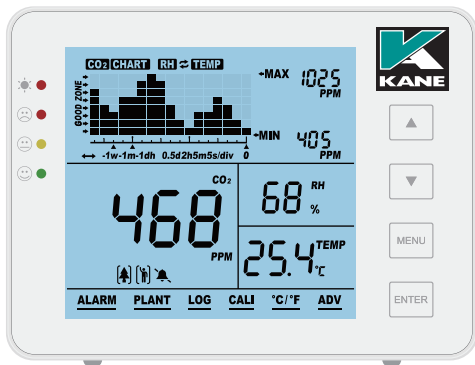 CO2 CHART RH ⇄ TEMP
GOOD ZONE
MAX 1025 PPM
MIN 405 PPM
↔ -1w-1m-1dh 0.5d2h5m5s/div 0
CO2
468
PPM
68 RH %
25.4 TEMP °C
ALARM PLANT LOG CALI °C/°F ADV
KANE
MENU
ENTER